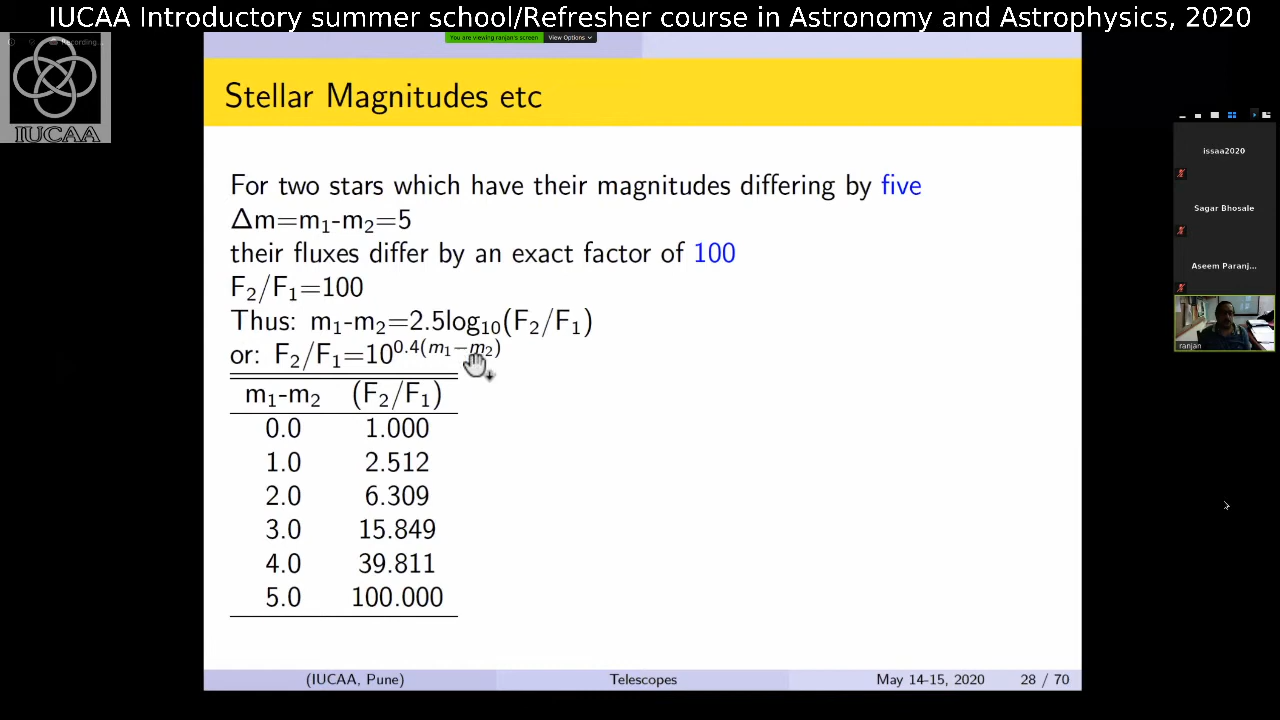 IUCAA Introductory summer school/Refresher course in Astronomy and Astrophysics, 2020
You are viewing ranjan's screen View Options
Recording...
IUCAA
Stellar Magnitudes etc
For two stars which have their magnitudes differing by five
Δm=m₁-m₂=5
their fluxes differ by an exact factor of 100
F₂/F₁=100
Thus: m₁-m₂=2.5log₁₀(F₂/F₁)
or: F₂/F₁=10^{0.4(m₁−m₂)}
m₁-m₂ (F₂/F₁)
0.0 1.000
1.0 2.512
2.0 6.309
3.0 15.849
4.0 39.811
5.0 100.000
(IUCAA, Pune) Telescopes May 14-15, 2020 28 / 70
issaa2020
Sagar Bhosale
Aseem Paranj...
ranjan